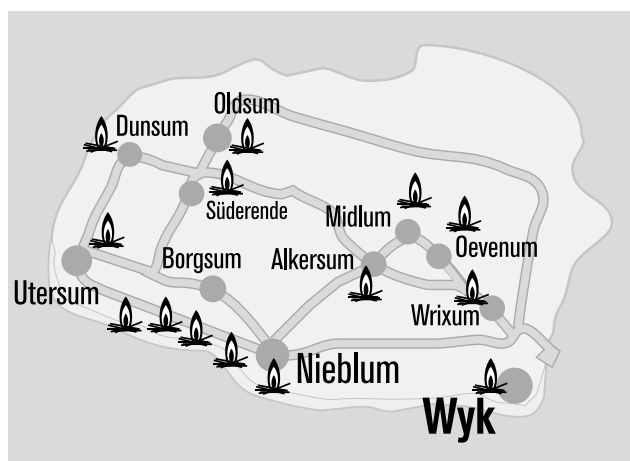 Oldsum
Dunsum
Süderende
Midlum
Oevenum
Borgsum
Alkersum
Utersum
Wrixum
Nieblum
Wyk